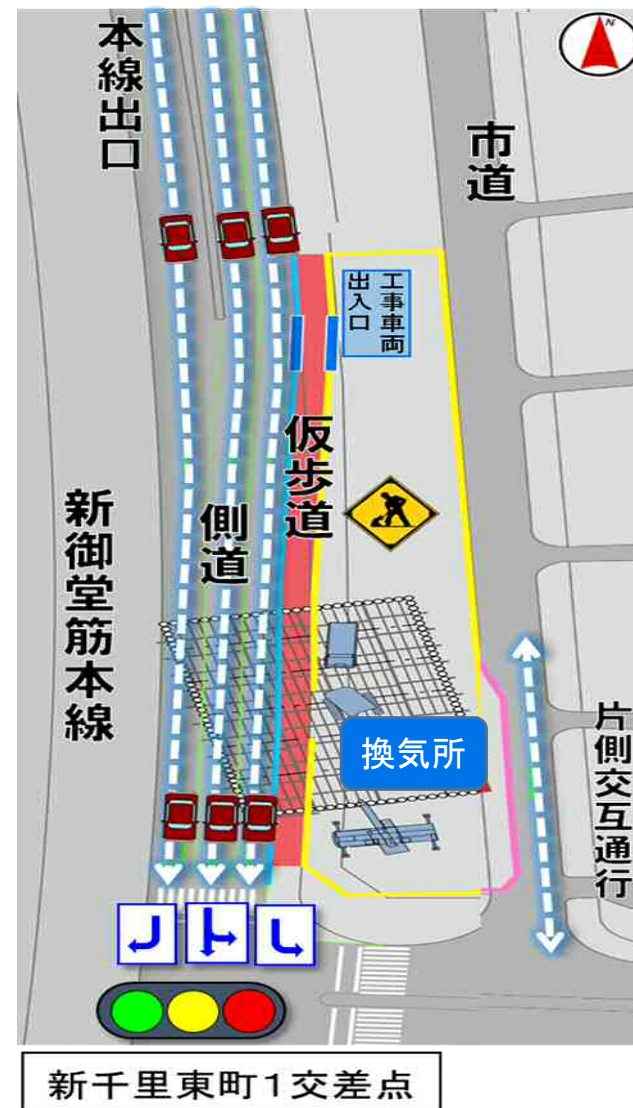 本線出口
N
市道
工事車両
出入口
仮歩道
側道
新御堂筋本線
換気所
片側交互通行
新千里東町1交差点